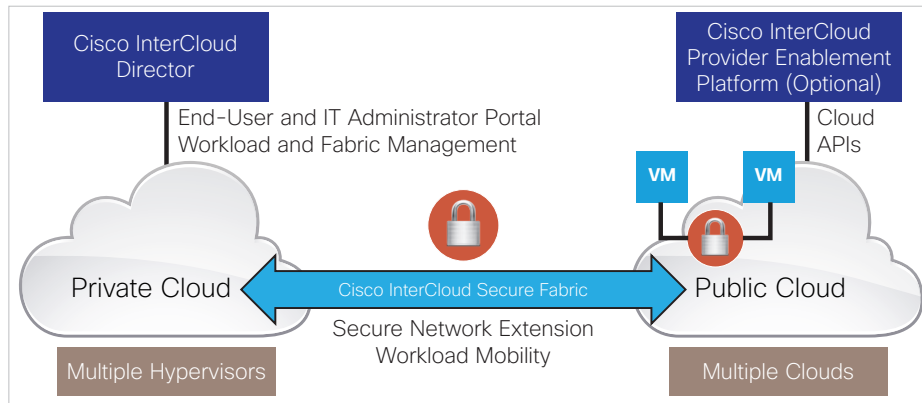 Cisco InterCloud
Director
Cisco InterCloud
Provider Enablement
Platform (Optional)
End-User and IT Administrator Portal
Workload and Fabric Management
Cloud
APIs
VM
VM
Private Cloud
Cisco InterCloud Secure Fabric
Public Cloud
Secure Network Extension
Workload Mobility
Multiple Hypervisors
Multiple Clouds